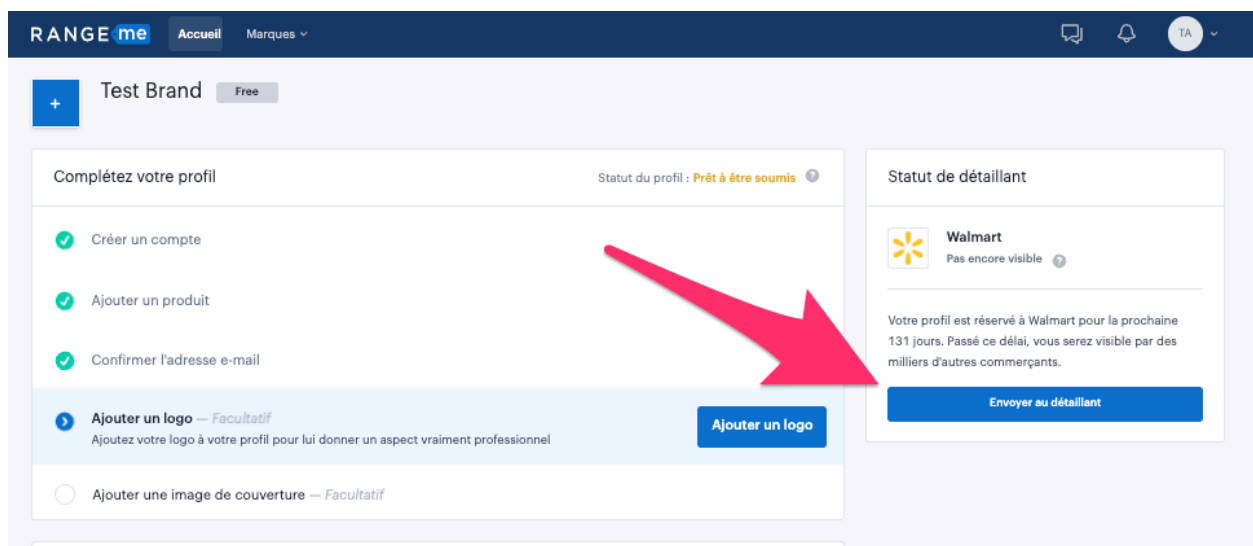 RANGE me Accueil Marques
TA
Test Brand Free
Complétez votre profil
Statut du profil : Prêt à être soumis
Créer un compte
Ajouter un produit
Confirmer l'adresse e-mail
Ajouter un logo — Facultatif
Ajoutez votre logo à votre profil pour lui donner un aspect vraiment professionnel
Ajouter un logo
Ajouter une image de couverture — Facultatif
Statut de détaillant
Walmart
Pas encore visible
Votre profil est réservé à Walmart pour la prochaine
131 jours. Passé ce délai, vous serez visible par des
milliers d'autres commerçants.
Envoyer au détaillant